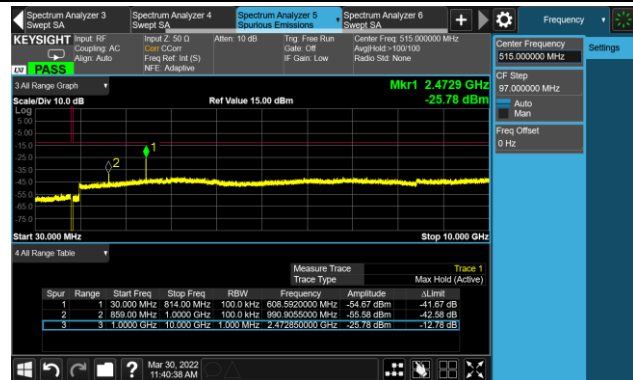 Spectrum Analyzer 3 Spectrum Analyzer 4 Spectrum Analyzer 5 Spectrum Analyzer 6 Frequency
Swept SA Swept SA Spurious Emissions Swept SA
KEYSIGHT Input: RF Input Z: 50 Ω Atten: 10 dB Trig: Free Run Center Freq: 515.000000 MHz
Coupling: AC Corr CCorr Gate: Off Avg|Hold:>100/100
Align: Auto Freq Ref: Int (S) IF Gain: Low Radio Std: None
LXI PASS NFE: Adaptive
Center Frequency Settings
515.000000 MHz
CF Step
97.000000 MHz
Auto
Man
Freq Offset
0 Hz
3 All Range Graph Mkr1 2.4729 GHz
Scale/Div 10.0 dB Ref Value 15.00 dBm -25.78 dBm
Log
5.00
-5.00
-15.0
-25.0
-35.0
-45.0
-55.0
-65.0
-75.0
1
2
Start 30.000 MHz Stop 10.000 GHz
4 All Range Table
Measure Trace Trace 1
Trace Type Max Hold (Active)
Spur Range Start Freq Stop Freq RBW Frequency Amplitude ΔLimit
1 1 30.000 MHz 814.00 MHz 100.0 kHz 608.5920000 MHz -54.67 dBm -41.67 dB
2 2 859.00 MHz 1.0000 GHz 100.0 kHz 990.9055000 MHz -55.58 dBm -42.58 dB
3 3 1.0000 GHz 10.000 GHz 1.000 MHz 2.472850000 GHz -25.78 dBm -12.78 dB
? Mar 30, 2022
11:40:38 AM